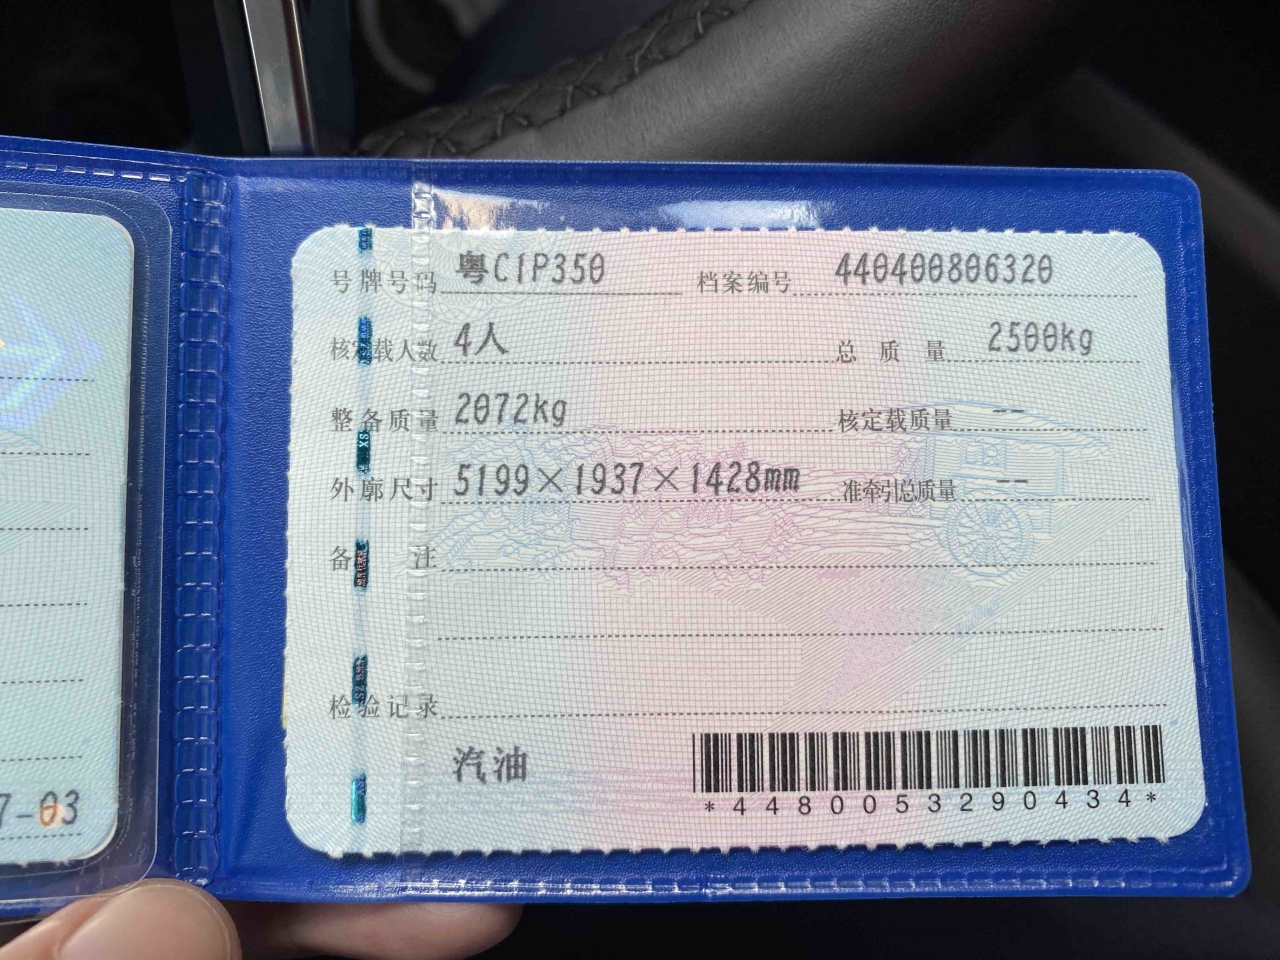 号牌号码 粤C1P350 档案编号 440400806320
核定载人数 4人 总质量 2500kg
整备质量 2072kg 核定载质量 --
外廓尺寸 5199×1937×1428mm 准牵引总质量 --
备注
检验记录
汽油
*4480053290434*
7-03